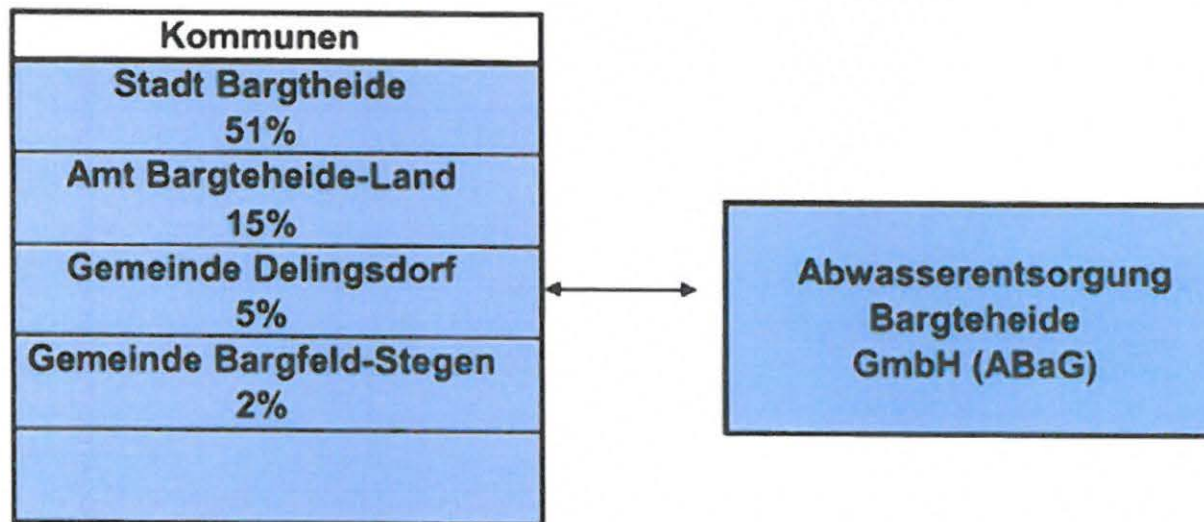 Kommunen
Stadt Bargtheide
51%
Amt Bargteheide-Land
15%
Gemeinde Delingsdorf
5%
Gemeinde Bargfeld-Stegen
2%
Abwasserentsorgung
Bargteheide
GmbH (ABaG)